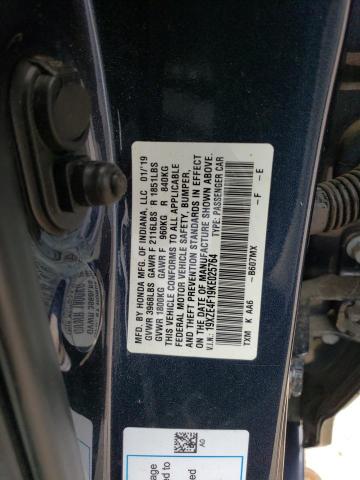 MFD. BY HONDA MFG. OF INDIANA, LLC 01/19
GVWR 3968LBS GAWR F 2116LBS R 1851LBS
GVWR 1800KG GAWR F 960KG R 840KG
THIS VEHICLE CONFORMS TO ALL APPLICABLE
FEDERAL MOTOR VEHICLE SAFETY, BUMPER,
AND THEFT PREVENTION STANDARDS IN EFFECT
ON THE DATE OF MANUFACTURE SHOWN ABOVE.
V.I.N. 19XZE4F19KE025764 TYPE: PASSENGER CAR
TXM K AA6 -B607MX -F -E
A0